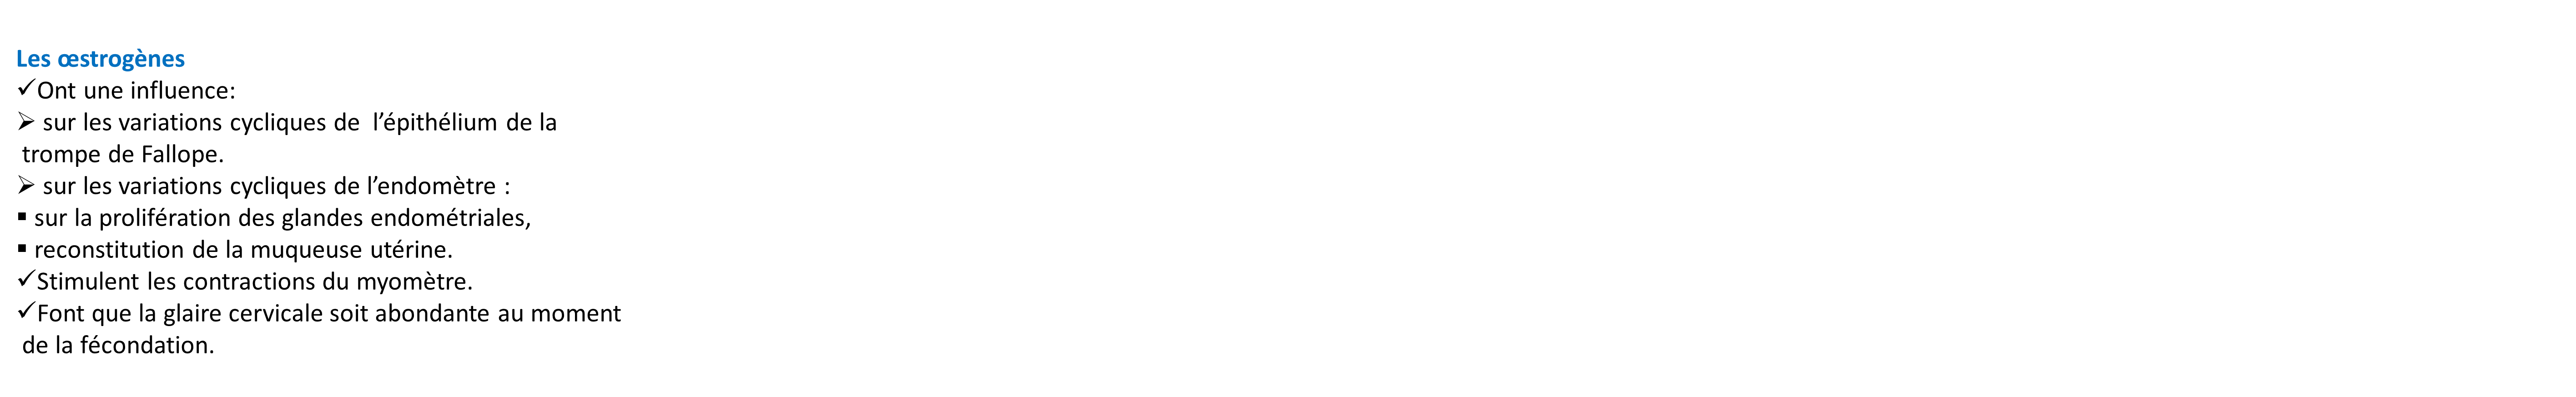 Les œstrogènes
✓Ont une influence:
➢ sur les variations cycliques de l’épithélium de la
trompe de Fallope.
➢ sur les variations cycliques de l’endomètre :
▪ sur la prolifération des glandes endométriales,
▪ reconstitution de la muqueuse utérine.
✓Stimulent les contractions du myomètre.
✓Font que la glaire cervicale soit abondante au moment
de la fécondation.